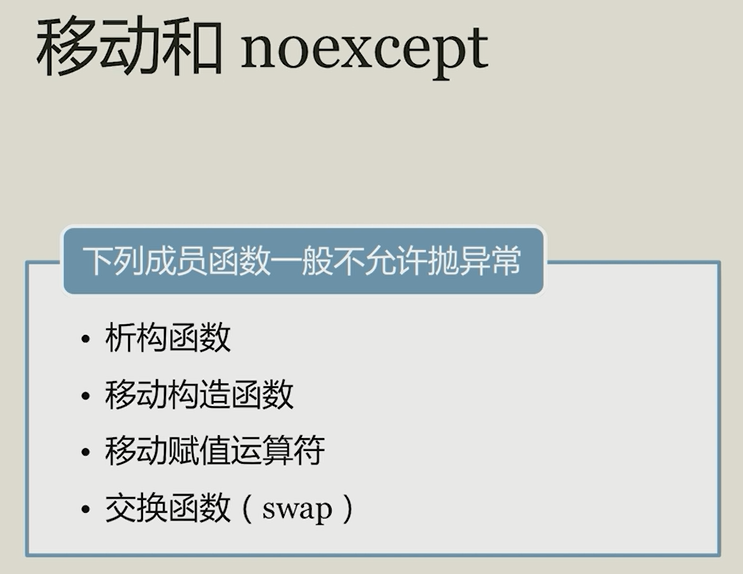 移动和 noexcept
下列成员函数一般不允许抛异常
• 析构函数
• 移动构造函数
• 移动赋值运算符
• 交换函数（swap）